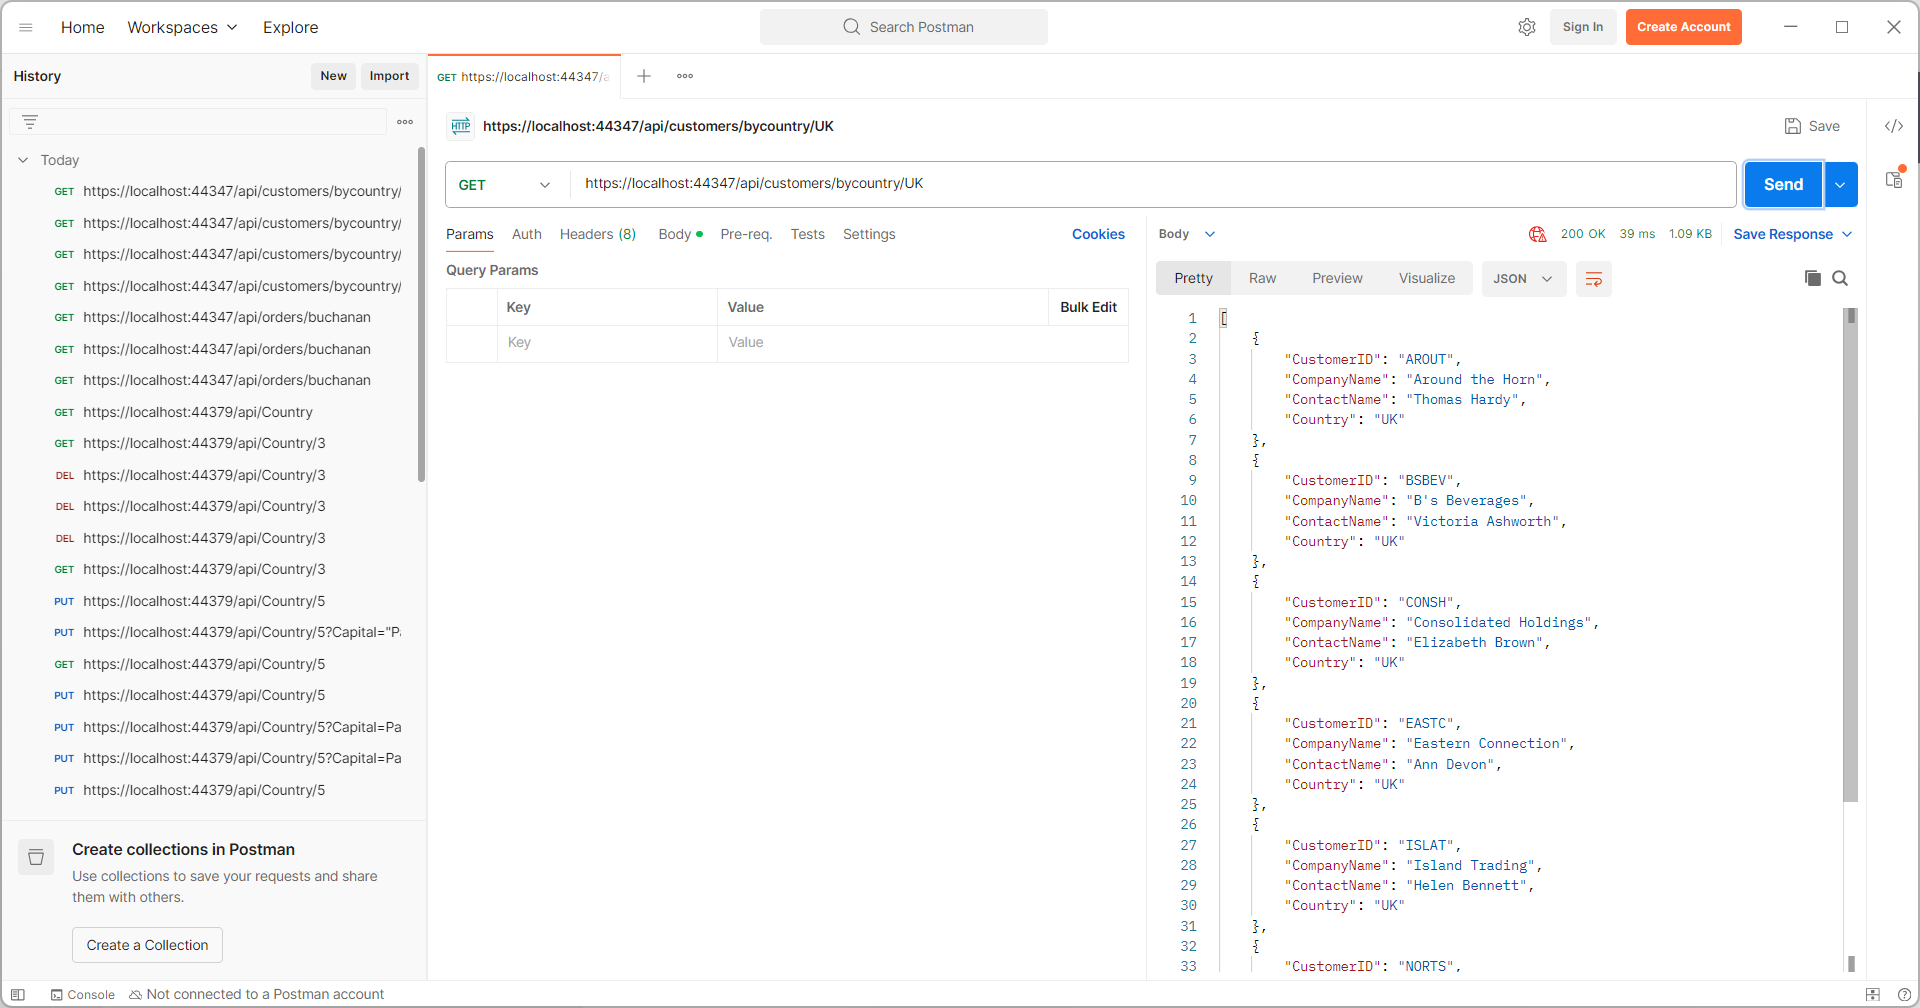 Home Workspaces Explore Search Postman Sign In Create Account
History New Import
GET https://localhost:44347/a
https://localhost:44347/api/customers/bycountry/UK Save
Today
GET https://localhost:44347/api/customers/bycountry/
GET https://localhost:44347/api/customers/bycountry/
GET https://localhost:44347/api/customers/bycountry/
GET https://localhost:44347/api/customers/bycountry/
GET https://localhost:44347/api/orders/buchanan
GET https://localhost:44347/api/orders/buchanan
GET https://localhost:44347/api/orders/buchanan
GET https://localhost:44379/api/Country
GET https://localhost:44379/api/Country/3
DEL https://localhost:44379/api/Country/3
DEL https://localhost:44379/api/Country/3
DEL https://localhost:44379/api/Country/3
GET https://localhost:44379/api/Country/3
PUT https://localhost:44379/api/Country/5
PUT https://localhost:44379/api/Country/5?Capital="Pa
GET https://localhost:44379/api/Country/5
PUT https://localhost:44379/api/Country/5
PUT https://localhost:44379/api/Country/5?Capital=Pa
PUT https://localhost:44379/api/Country/5?Capital=Pa
PUT https://localhost:44379/api/Country/5
Create collections in Postman
Use collections to save your requests and share
them with others.
Create a Collection
HTTP
GET https://localhost:44347/api/customers/bycountry/UK Send
Params Auth Headers (8) Body Pre-req. Tests Settings Cookies
Query Params
Key Value Bulk Edit
Key Value
Body 200 OK 39 ms 1.09 KB Save Response
Pretty Raw Preview Visualize JSON
1 [
2 {
3 "CustomerID": "AROUT",
4 "CompanyName": "Around the Horn",
5 "ContactName": "Thomas Hardy",
6 "Country": "UK"
7 },
8 {
9 "CustomerID": "BSBEV",
10 "CompanyName": "B's Beverages",
11 "ContactName": "Victoria Ashworth",
12 "Country": "UK"
13 },
14 {
15 "CustomerID": "CONSH",
16 "CompanyName": "Consolidated Holdings",
17 "ContactName": "Elizabeth Brown",
18 "Country": "UK"
19 },
20 {
21 "CustomerID": "EASTC",
22 "CompanyName": "Eastern Connection",
23 "ContactName": "Ann Devon",
24 "Country": "UK"
25 },
26 {
27 "CustomerID": "ISLAT",
28 "CompanyName": "Island Trading",
29 "ContactName": "Helen Bennett",
30 "Country": "UK"
31 },
32 {
33 "CustomerID": "NORTS",
Console Not connected to a Postman account